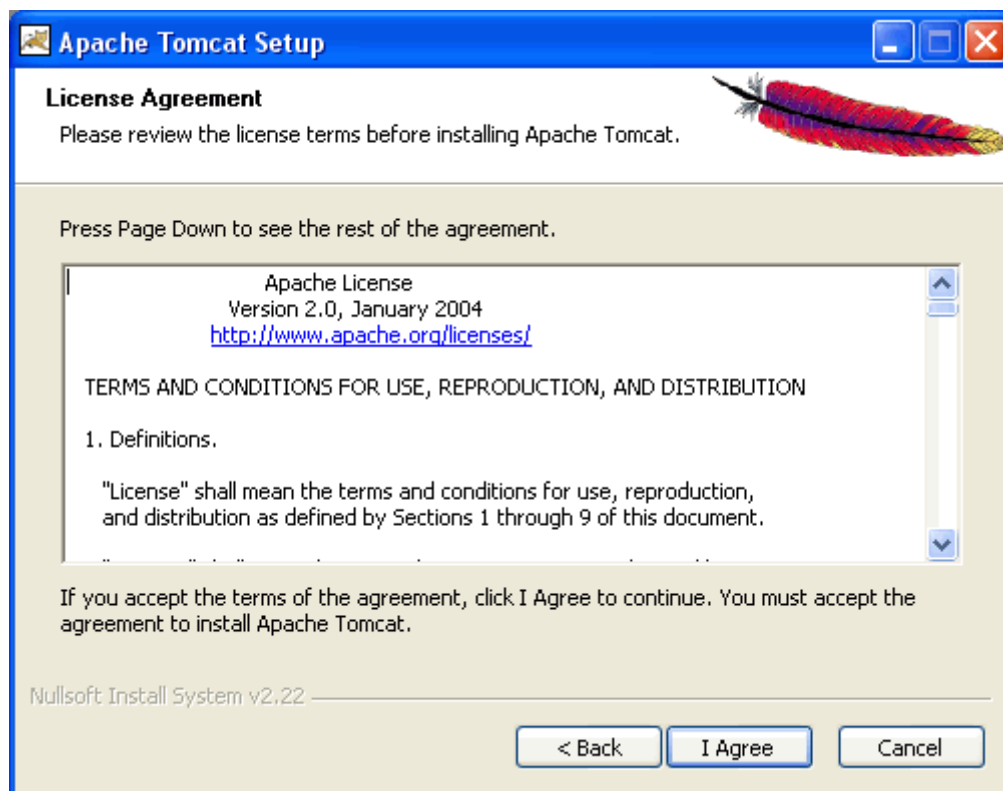 Apache Tomcat Setup
License Agreement
Please review the license terms before installing Apache Tomcat.
Press Page Down to see the rest of the agreement.
Apache License
Version 2.0, January 2004
http://www.apache.org/licenses/
TERMS AND CONDITIONS FOR USE, REPRODUCTION, AND DISTRIBUTION
1. Definitions.
"License" shall mean the terms and conditions for use, reproduction,
and distribution as defined by Sections 1 through 9 of this document.
If you accept the terms of the agreement, click I Agree to continue. You must accept the
agreement to install Apache Tomcat.
Nullsoft Install System v2.22
< Back
I Agree
Cancel